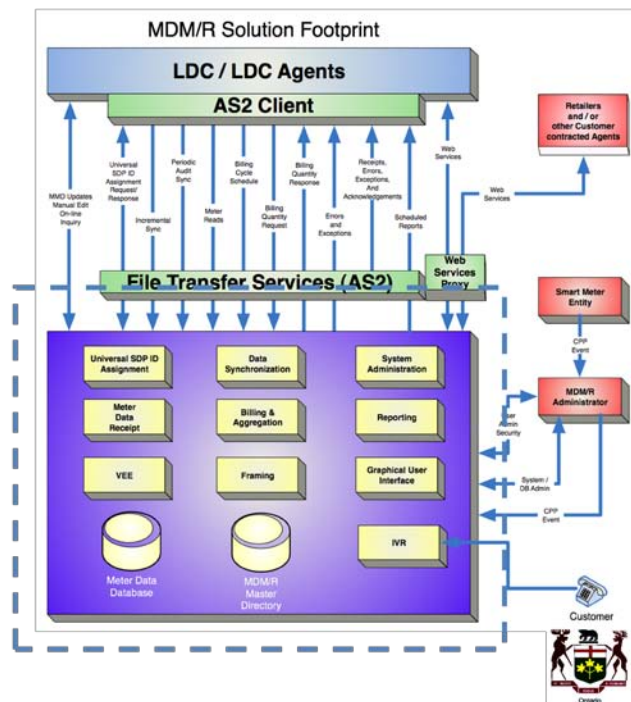 MDM/R Solution Footprint
LDC / LDC Agents
AS2 Client
Retailers
and / or
other Customer
contracted Agents
MMD Updates
Manual Edit
On-line
Inquiry
Universal
SDP ID
Assignment
Request/
Response
Incremental
Sync
Periodic
Audit
Sync
Meter
Reads
Billing
Cycle
Schedule
Billing
Quantity
Request
Billing
Quantity
Response
Errors
and
Exceptions
Receipts,
Errors,
Exceptions,
And
Acknowledgements
Scheduled
Reports
Web
Services
Web
Services
File Transfer Services (AS2)
Web
Services
Proxy
Smart Meter
Entity
CPP
Event
MDM/R
Administrator
Universal SDP ID
Assignment
Data
Synchronization
System
Administration
Meter
Data
Receipt
Billing &
Aggregation
Reporting
User
Admin
Security
VEE
Framing
Graphical User
Interface
System /
DB Admin
CPP
Event
IVR
Meter Data
Database
MDM/R
Master
Directory
Customer
Ontario